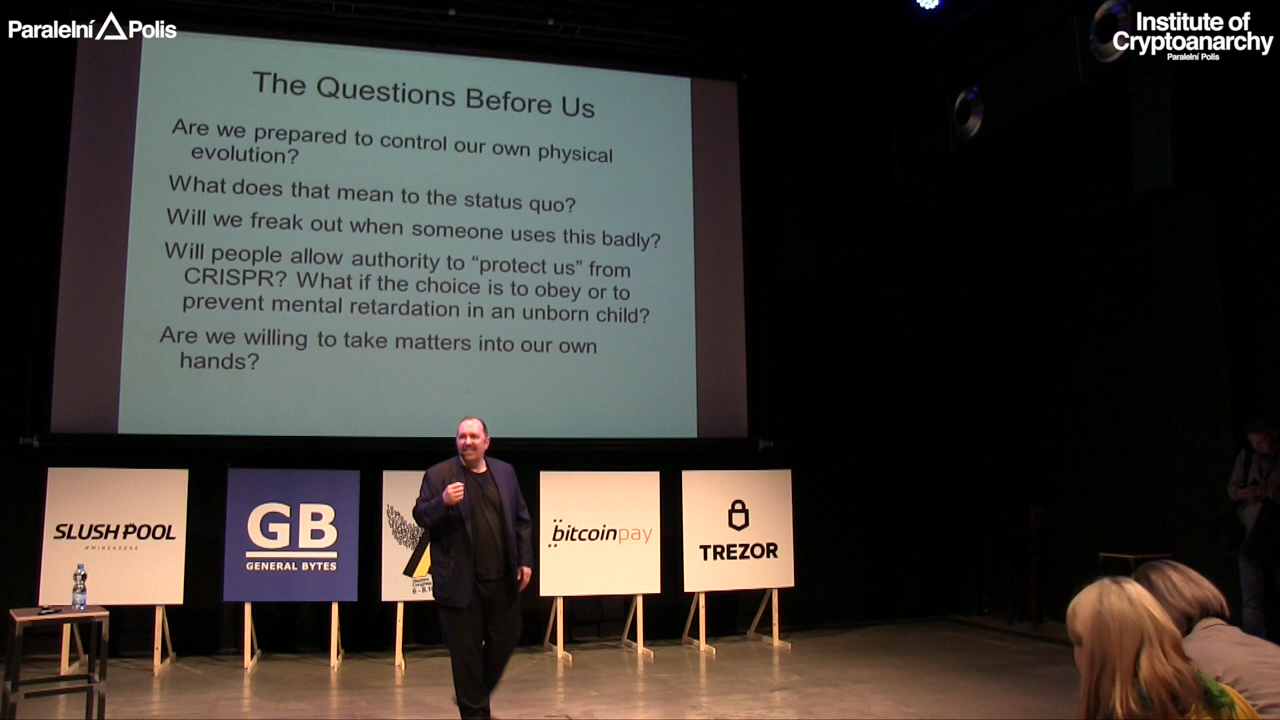 Paralelní Polis
Institute of
Cryptoanarchy
Paralelní Polis
The Questions Before Us
Are we prepared to control our own physical
evolution?
What does that mean to the status quo?
Will we freak out when someone uses this badly?
Will people allow authority to “protect us” from
CRISPR? What if the choice is to obey or to
prevent mental retardation in an unborn child?
Are we willing to take matters into our own
hands?
SLUSH POOL
GB
GENERAL BYTES
bitcoinpay
TREZOR